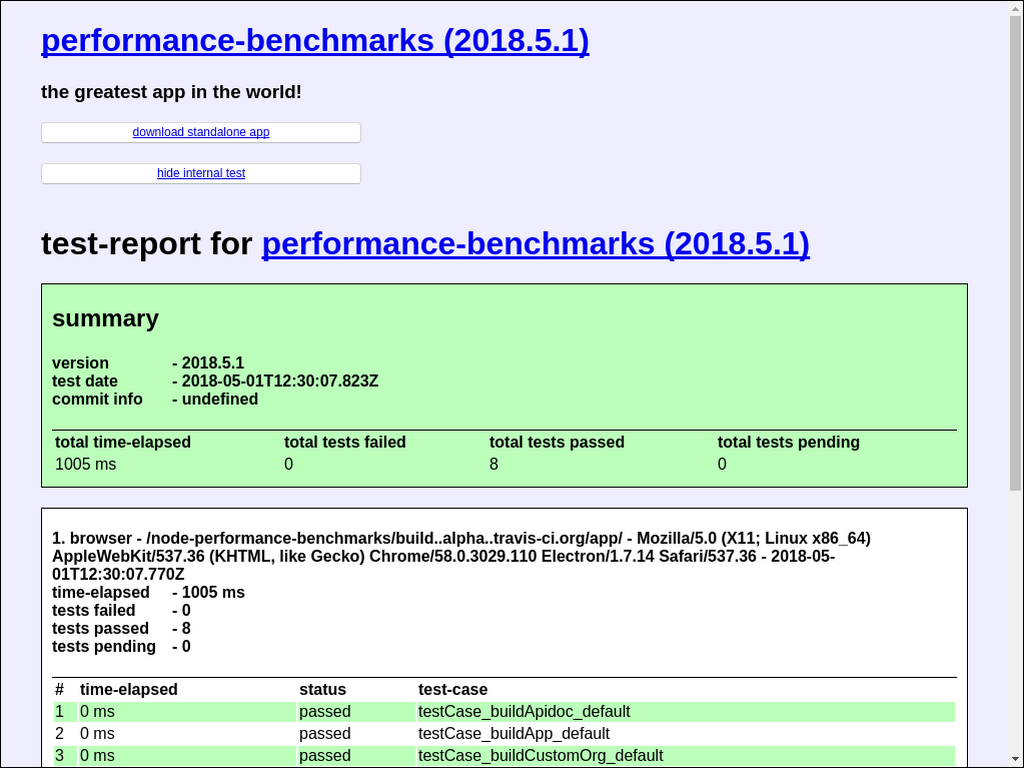 performance-benchmarks (2018.5.1)
the greatest app in the world!
download standalone app
hide internal test
test-report for performance-benchmarks (2018.5.1)
summary
version - 2018.5.1
test date - 2018-05-01T12:30:07.823Z
commit info - undefined
total time-elapsed total tests failed total tests passed total tests pending
1005 ms 0 8 0
1. browser - /node-performance-benchmarks/build..alpha..travis-ci.org/app/ - Mozilla/5.0 (X11; Linux x86_64)
AppleWebKit/537.36 (KHTML, like Gecko) Chrome/58.0.3029.110 Electron/1.7.14 Safari/537.36 - 2018-05-
01T12:30:07.770Z
time-elapsed - 1005 ms
tests failed - 0
tests passed - 8
tests pending - 0
# time-elapsed status test-case
1 0 ms passed testCase_buildApidoc_default
2 0 ms passed testCase_buildApp_default
3 0 ms passed testCase_buildCustomOrg_default